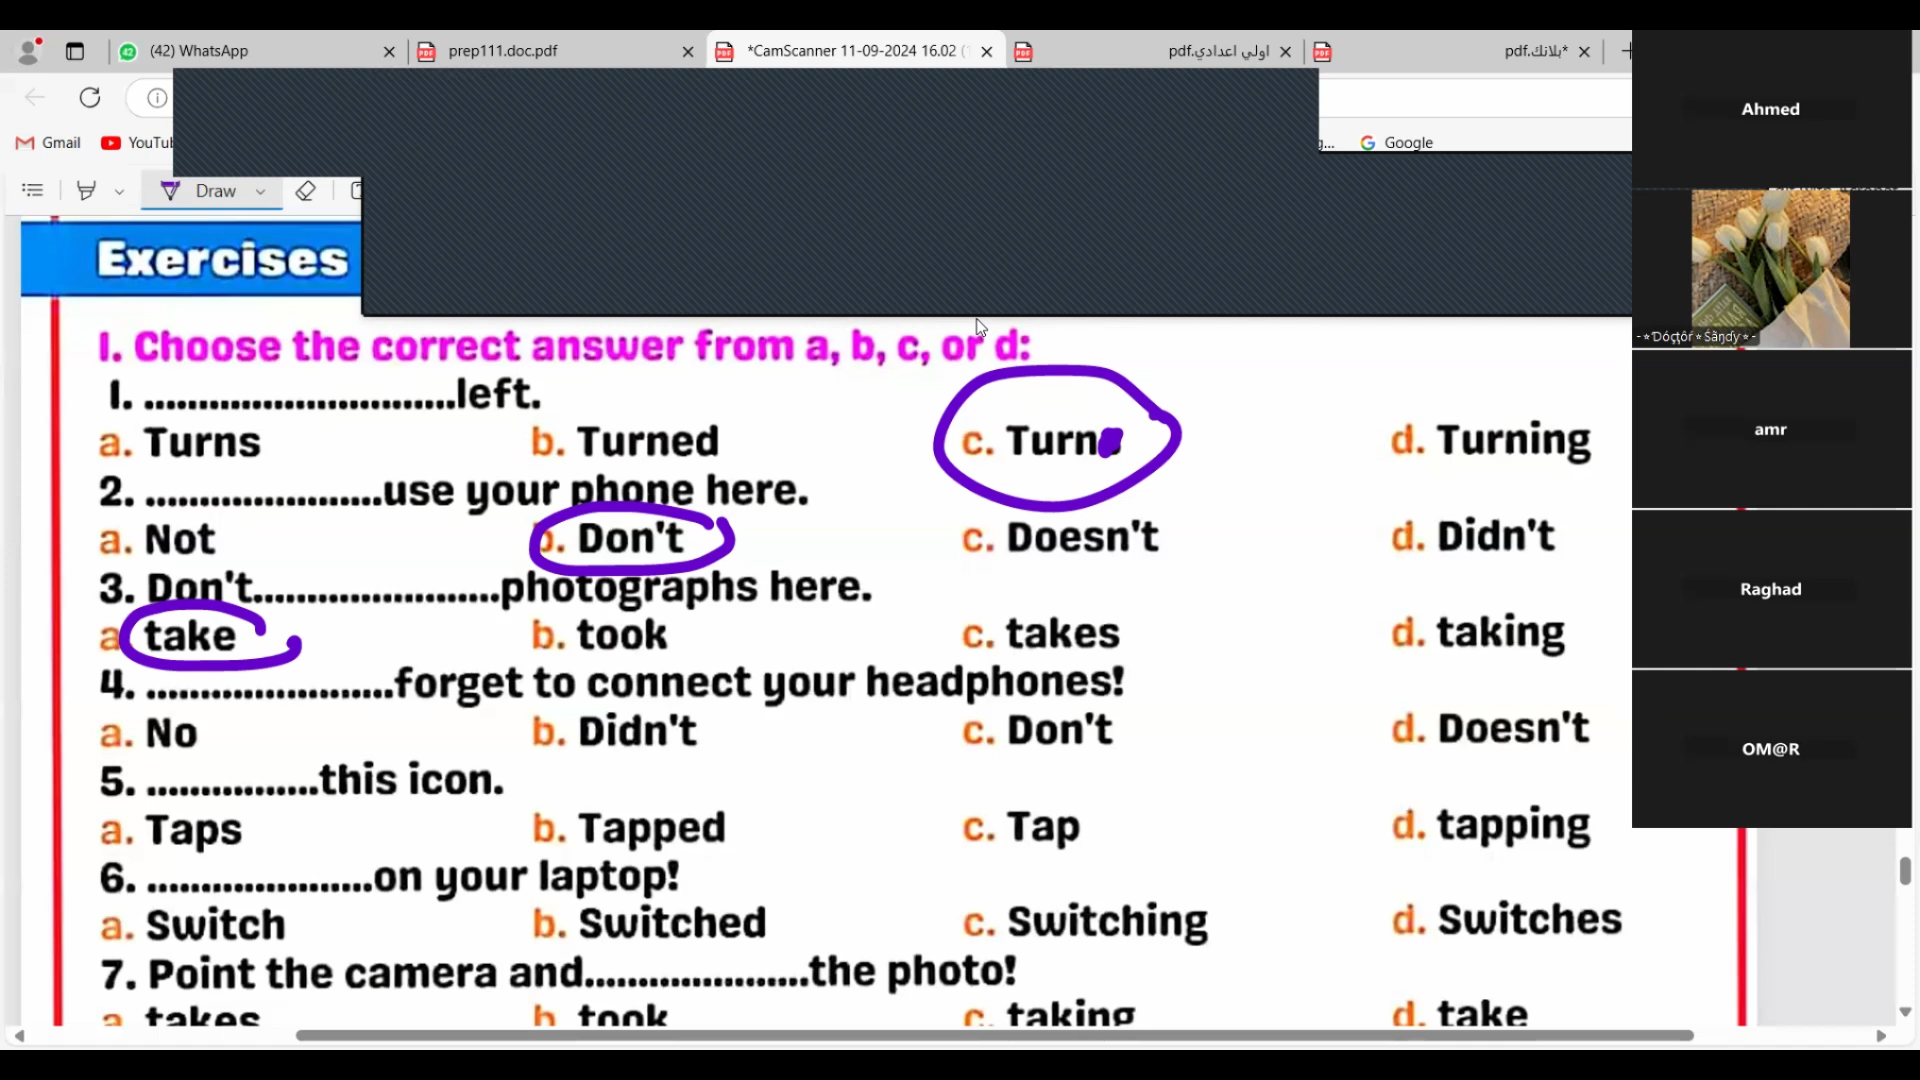 (42) WhatsApp
prep111.doc.pdf
*CamScanner 11-09-2024 16.02 (
اولي اعدادي.pdf
*بلانك.pdf
Gmail
YouTub
g...
Google
Draw
Exercises
I. Choose the correct answer from a, b, c, or d:
1. .............................left.
a. Turns b. Turned c. Turn d. Turning
2. ......................use your phone here.
a. Not b. Don't c. Doesn't d. Didn't
3. Don't.......................photographs here.
a take b. took c. takes d. taking
4. .......................forget to connect your headphones!
a. No b. Didn't c. Don't d. Doesn't
5. ................this icon.
a. Taps b. Tapped c. Tap d. tapping
6. .....................on your laptop!
a. Switch b. Switched c. Switching d. Switches
7. Point the camera and.....................the photo!
a takes b took c. taking d. take
Ahmed
amr
Raghad
OM@R